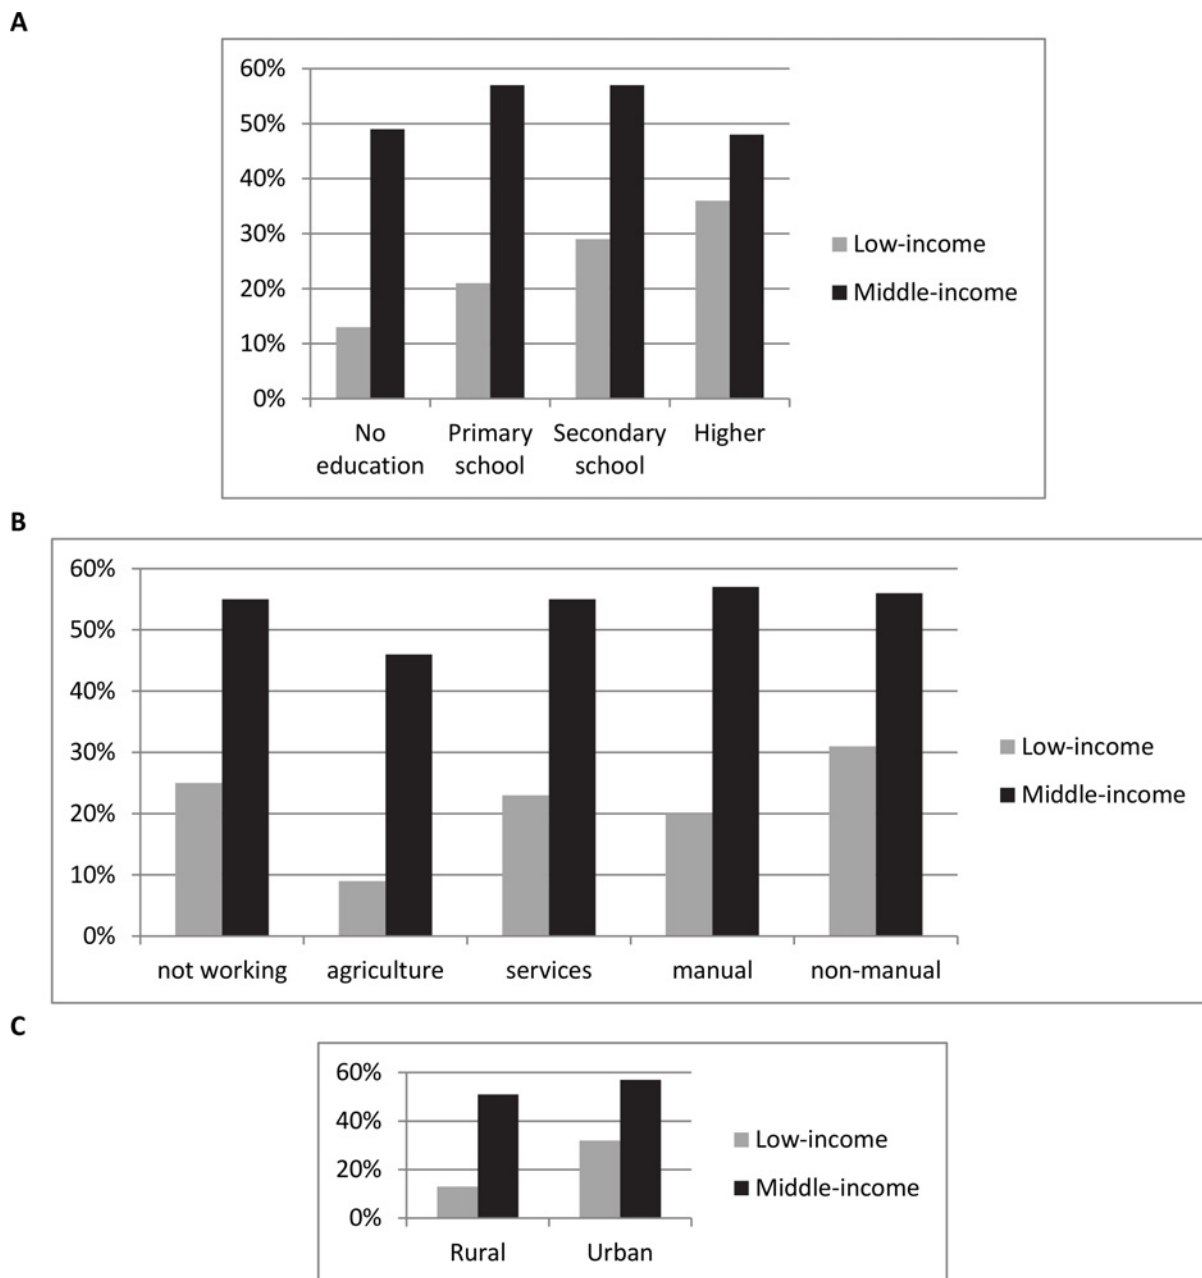 A
60%
50%
40%
30%
20%
10%
0%
No education
Primary school
Secondary school
Higher
Low-income
Middle-income
B
60%
50%
40%
30%
20%
10%
0%
not working
agriculture
services
manual
non-manual
Low-income
Middle-income
C
60%
40%
20%
0%
Rural
Urban
Low-income
Middle-income